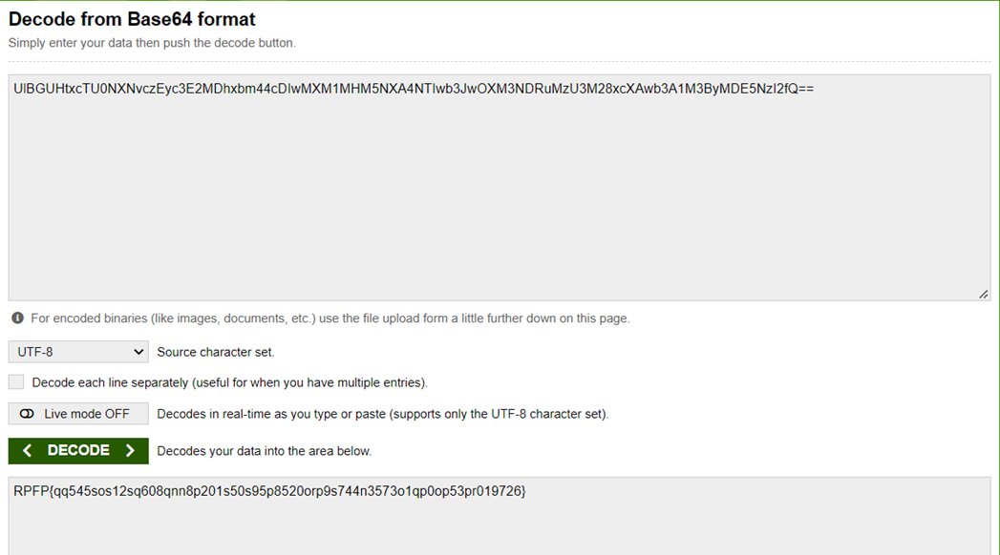 Decode from Base64 format
Simply enter your data then push the decode button.
UlBGUHtxcTU0NXNvczEyc3E2MDhxbm44cDIwMXM1MHM5NXA4NTIwb3JwOXM3NDRuMzU3M28xcXAwb3A1M3ByMDE5NzI2fQ==
For encoded binaries (like images, documents, etc.) use the file upload form a little further down on this page.
UTF-8 Source character set.
Decode each line separately (useful for when you have multiple entries).
Live mode OFF Decodes in real-time as you type or paste (supports only the UTF-8 character set).
< DECODE > Decodes your data into the area below.
RPFP{qq545sos12sq608qnn8p201s50s95p8520orp9s744n3573o1qp0op53pr019726}